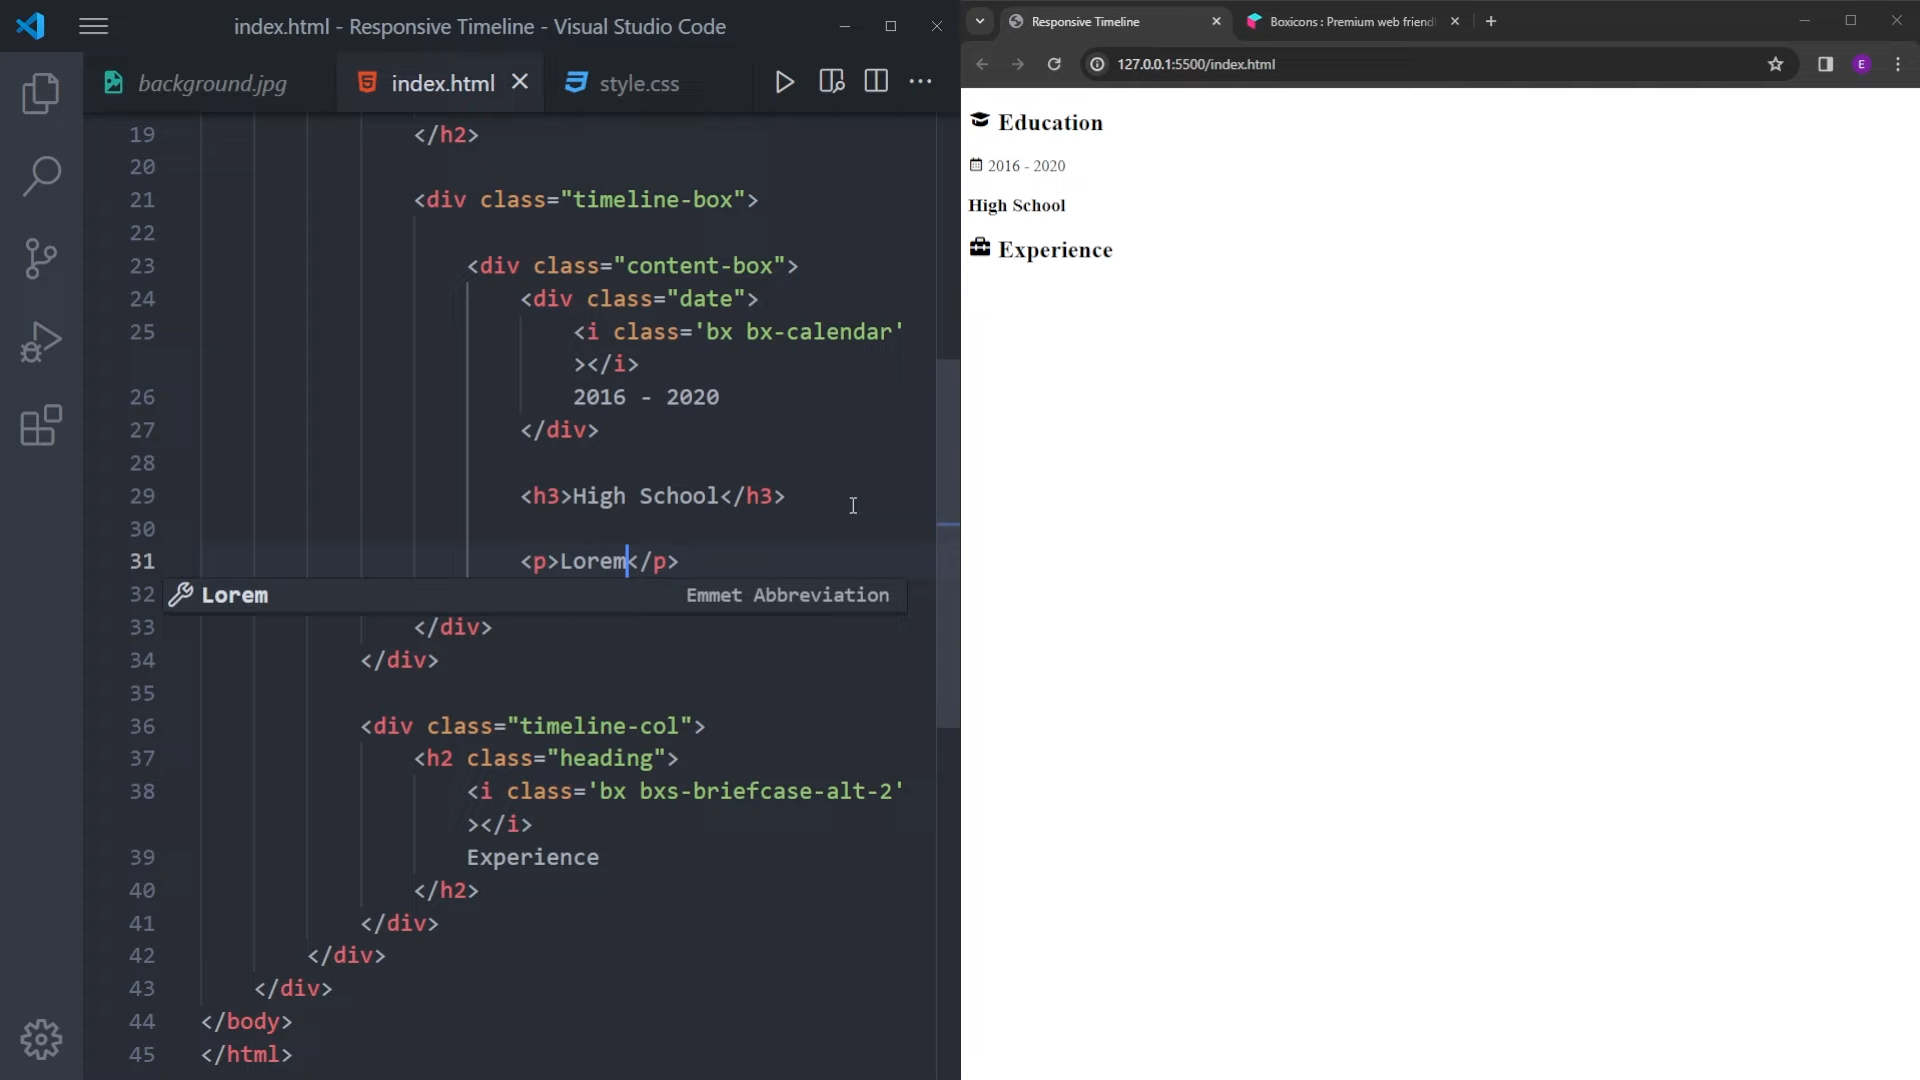 index.html - Responsive Timeline - Visual Studio Code
background.jpg
index.html
style.css
19 </h2>
20
21 <div class="timeline-box">
22
23 <div class="content-box">
24 <div class="date">
25 <i class='bx bx-calendar'
></i>
26 2016 - 2020
27 </div>
28
29 <h3>High School</h3>
30
31 <p>Lorem</p>
32 Lorem Emmet Abbreviation
33 </div>
34 </div>
35
36 <div class="timeline-col">
37 <h2 class="heading">
38 <i class='bx bxs-briefcase-alt-2'
></i>
39 Experience
40 </h2>
41 </div>
42 </div>
43 </div>
44 </body>
45 </html>
Responsive Timeline
Boxicons : Premium web friend
127.0.0.1:5500/index.html
E
Education
2016 - 2020
High School
Experience